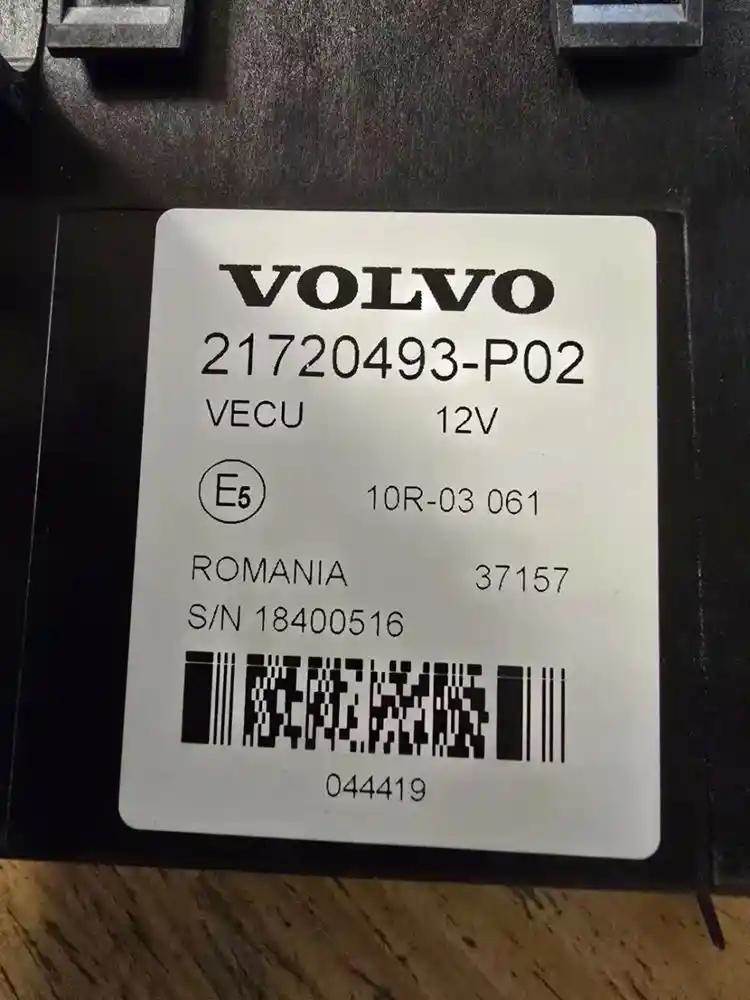 VOLVO
21720493-P02
VECU 12V
E5 10R-03 061
ROMANIA 37157
S/N 18400516
044419